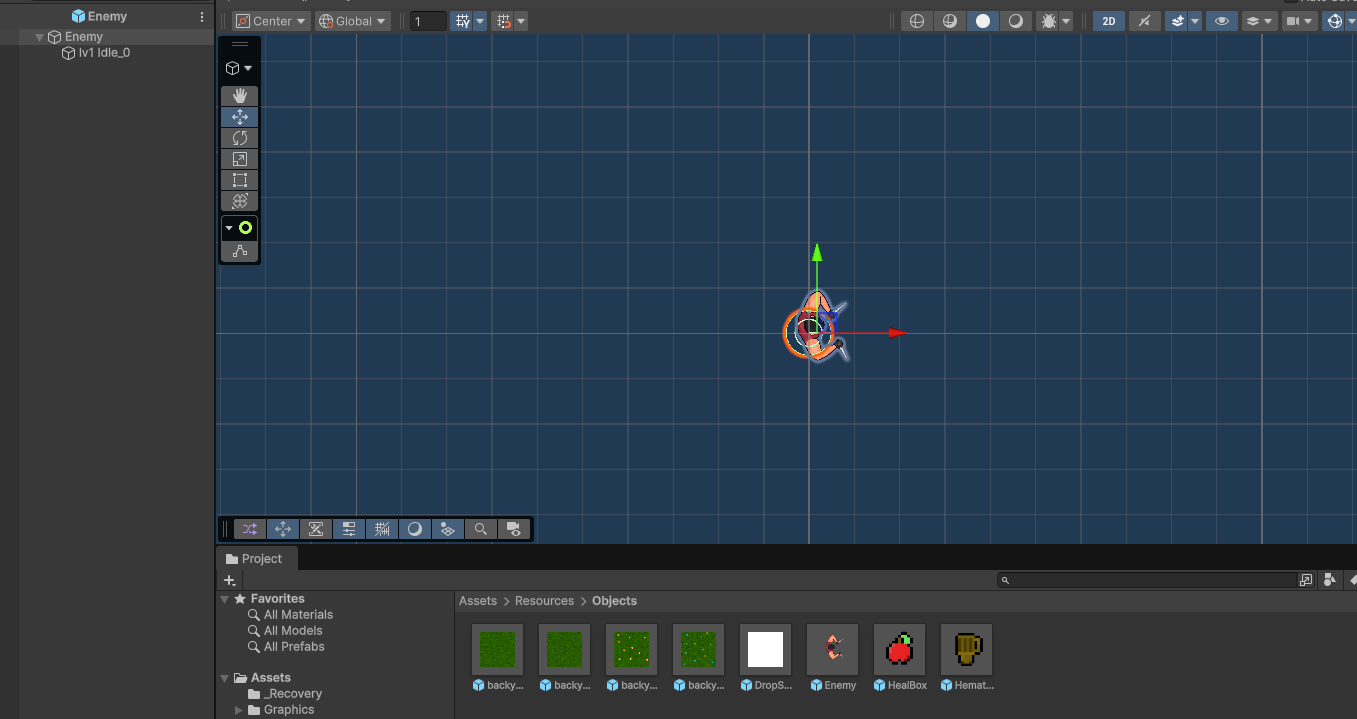 Enemy
Center
Global
1
2D
Enemy
lv1 Idle_0
Project
Favorites
All Materials
All Models
All Prefabs
Assets
_Recovery
Graphics
Assets > Resources > Objects
backy...
backy...
backy...
backy...
DropS...
Enemy
HealBox
Hemat...